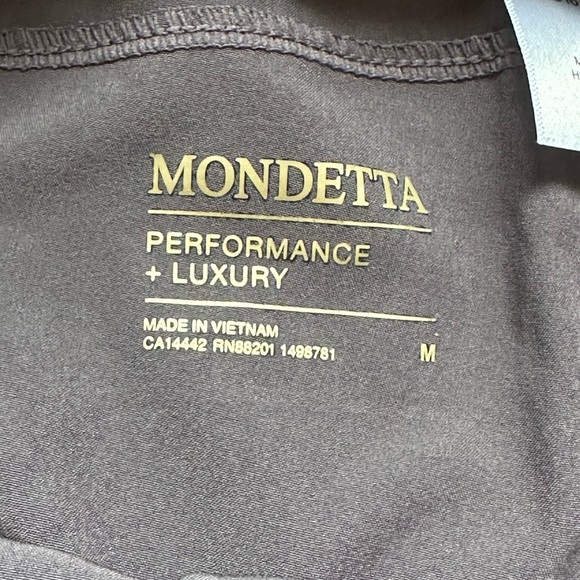 MONDETTA
PERFORMANCE
+ LUXURY
MADE IN VIETNAM
CA14442 RN88201 1498781 M